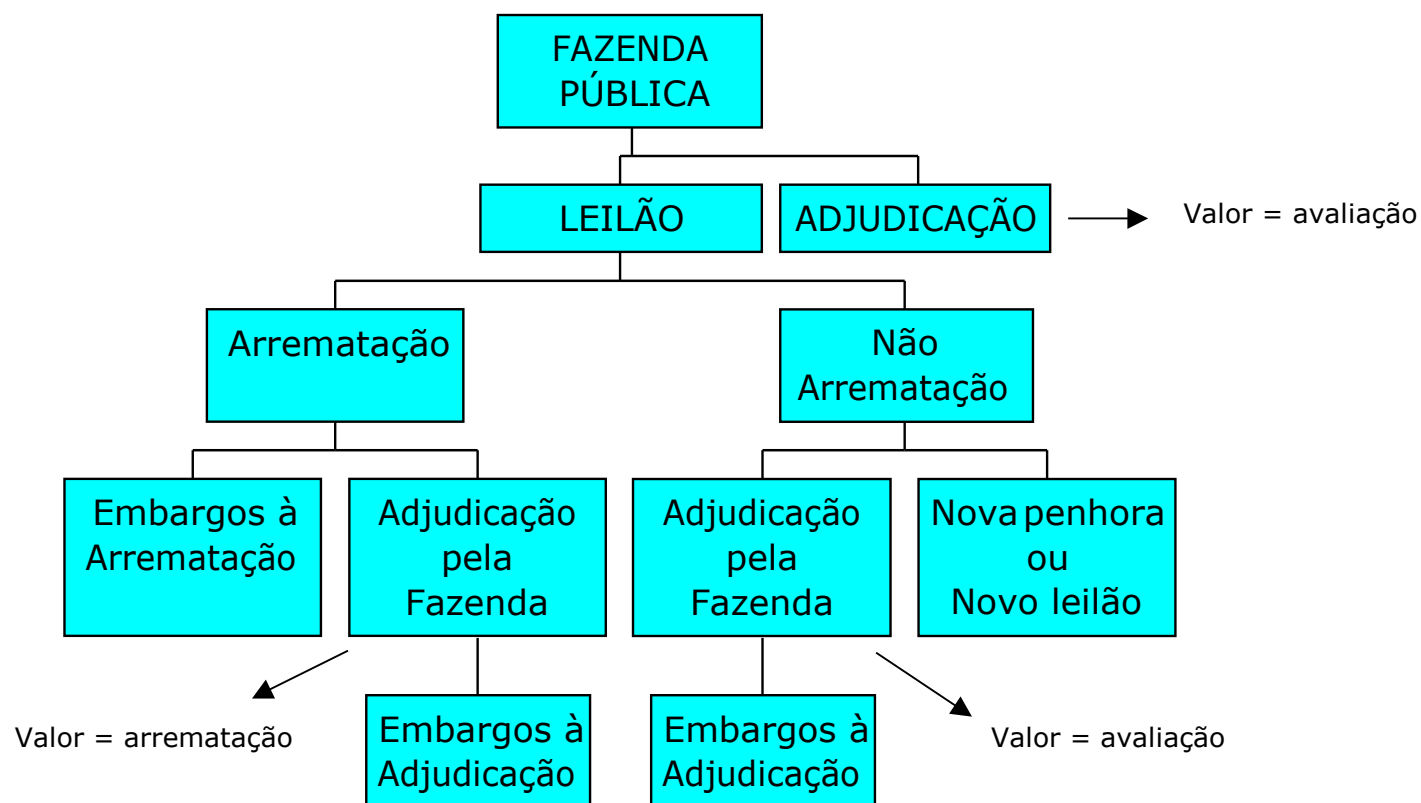 FAZENDA
PÚBLICA
LEILÃO
ADJUDICAÇÃO
Valor = avaliação
Arrematação
Não
Arrematação
Embargos à
Arrematação
Adjudicação
pela
Fazenda
Adjudicação
pela
Fazenda
Nova penhora
ou
Novo leilão
Valor = arrematação
Embargos à
Adjudicação
Embargos à
Adjudicação
Valor = avaliação